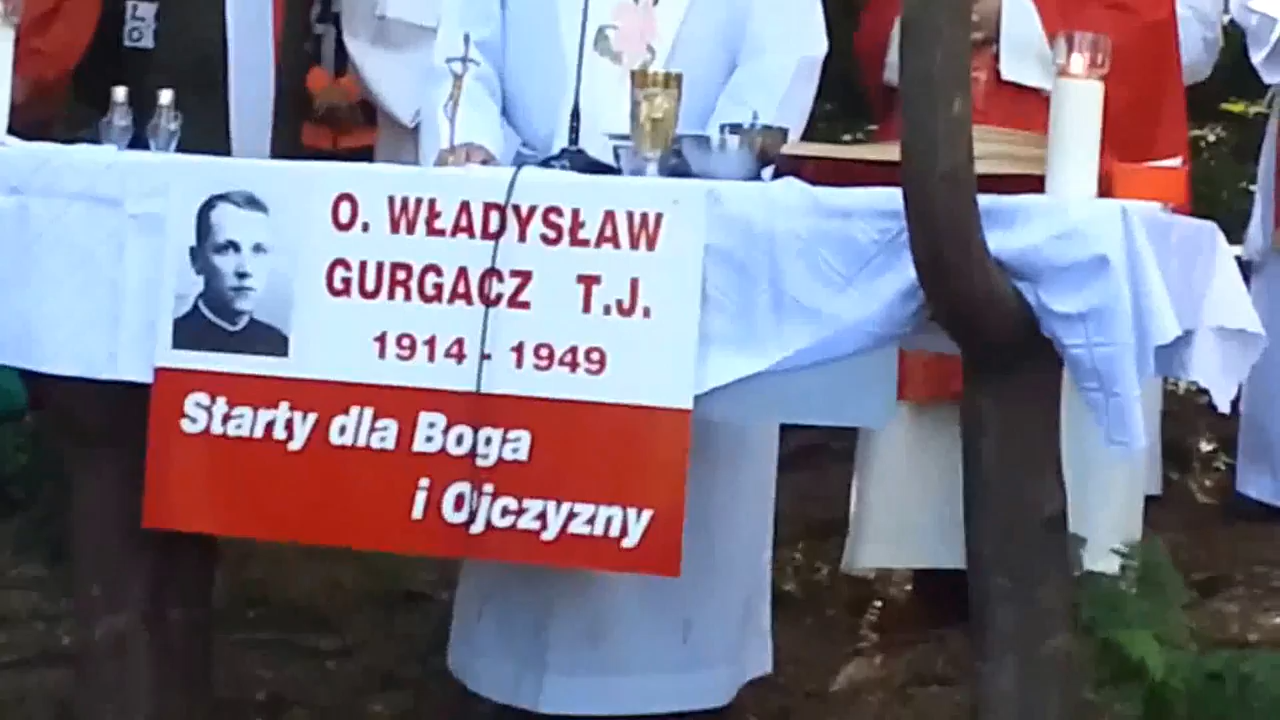 O. WŁADYSŁAW
GURGACZ T.J.
1914 - 1949
Starty dla Boga
i Ojczyzny